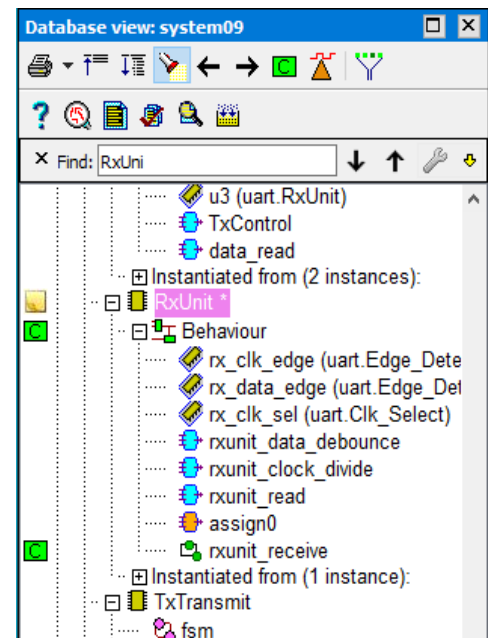 Database view: system09
C
?
× Find: RxUni
u3 (uart.RxUnit)
TxControl
data_read
Instantiated from (2 instances):
RxUnit *
C
Behaviour
rx_clk_edge (uart.Edge_Dete
rx_data_edge (uart.Edge_Det
rx_clk_sel (uart.Clk_Select)
rxunit_data_debounce
rxunit_clock_divide
rxunit_read
assign0
C
rxunit_receive
Instantiated from (1 instance):
TxTransmit
fsm